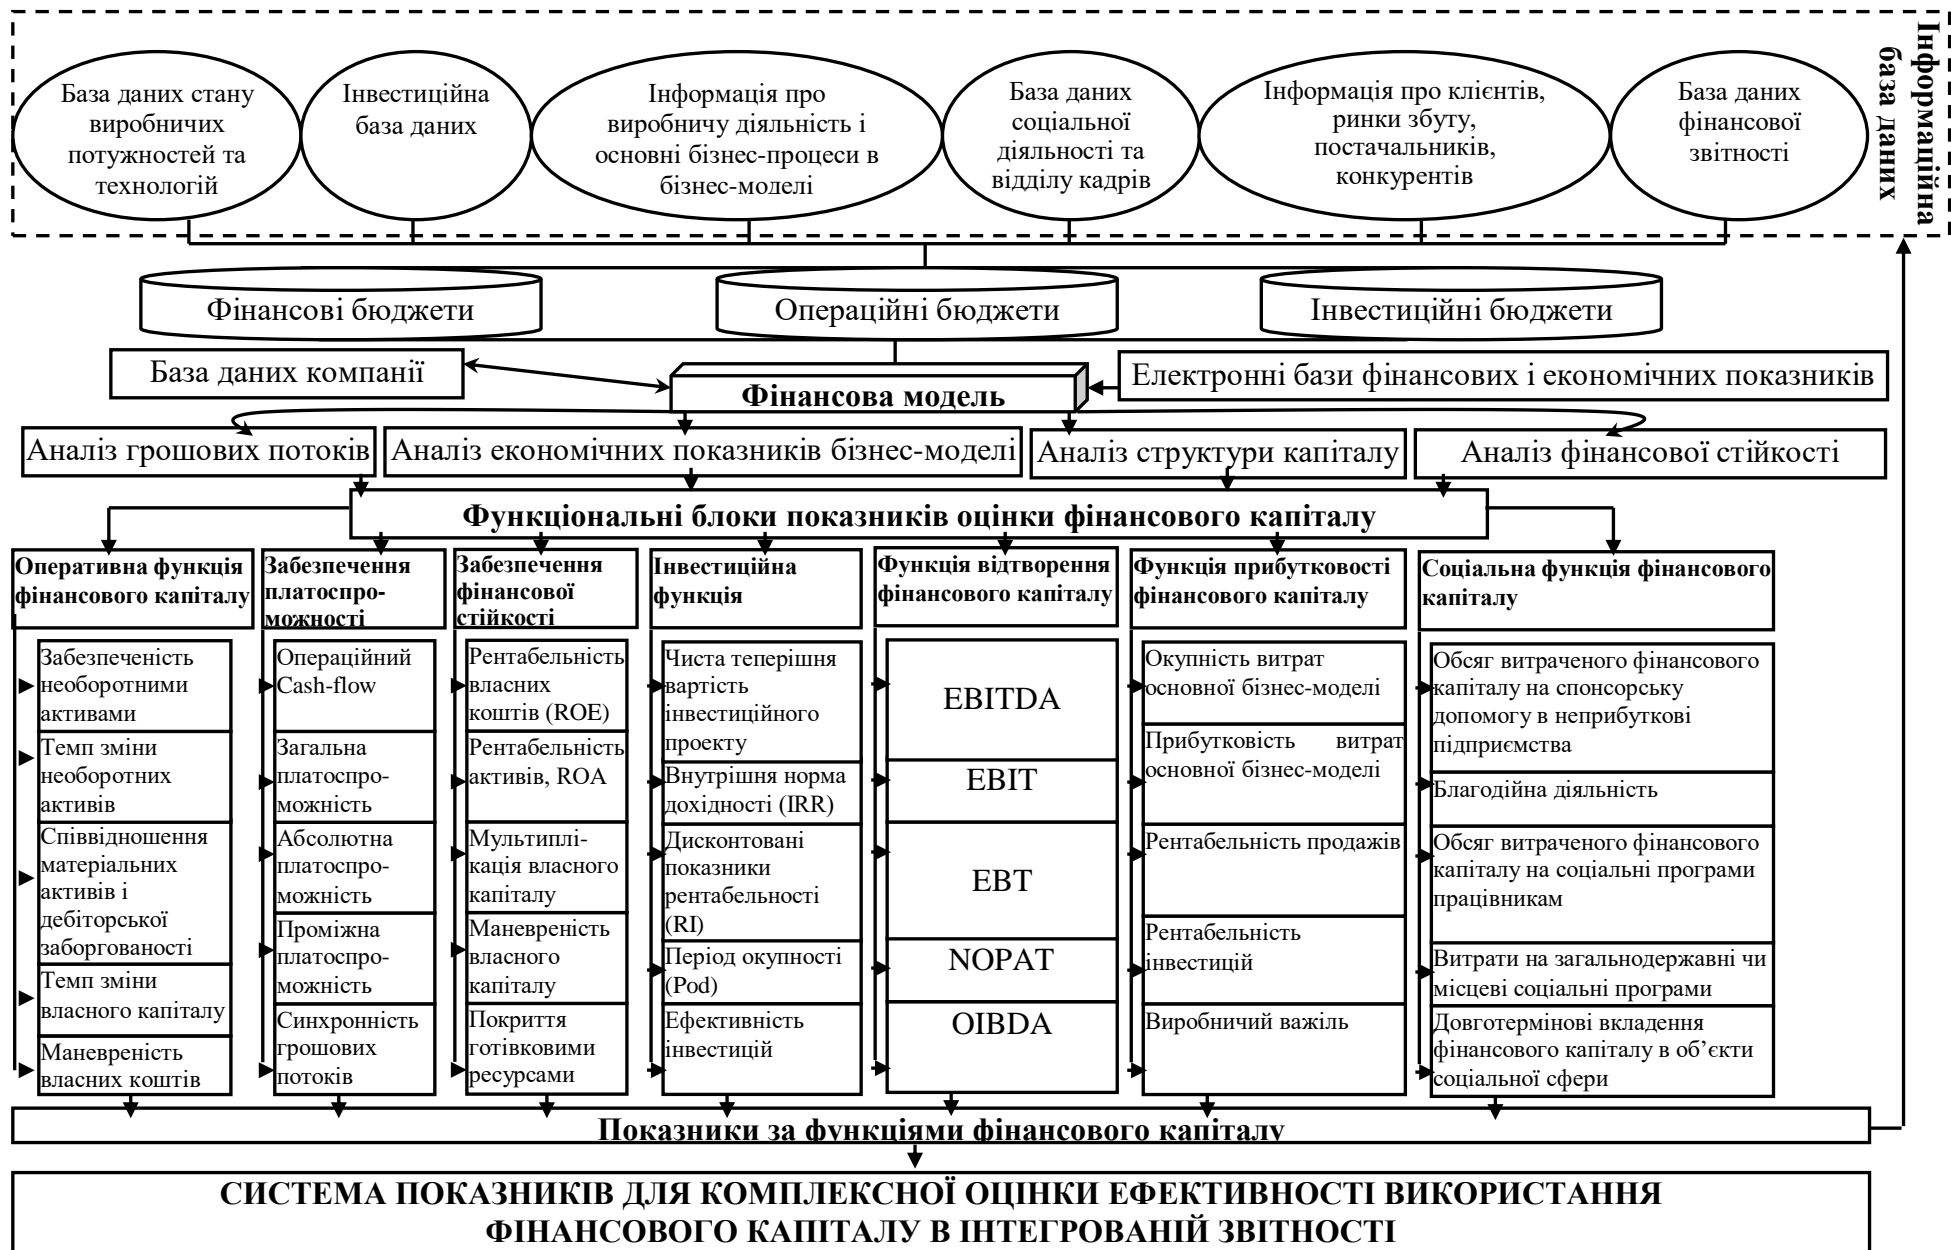 Інформаційна
база даних
База даних стану
виробничих
потужностей та
технологій
Інвестиційна
база даних
Інформація про
виробничу діяльність і
основні бізнес-процеси в
бізнес-моделі
База даних
соціальної
діяльності та
відділу кадрів
Інформація про клієнтів,
ринки збуту,
постачальників,
конкурентів
База даних
фінансової
звітності
Фінансові бюджети
Операційні бюджети
Інвестиційні бюджети
База даних компанії
Фінансова модель
Електронні бази фінансових і економічних показників
Аналіз грошових потоків
Аналіз економічних показників бізнес-моделі
Аналіз структури капіталу
Аналіз фінансової стійкості
Функціональні блоки показників оцінки фінансового капіталу
Оперативна функція
фінансового капіталу
Забезпечення
платоспро-
можності
Забезпечення
фінансової
стійкості
Інвестиційна
функція
Функція відтворення
фінансового капіталу
Функція прибутковості
фінансового капіталу
Соціальна функція фінансового
капіталу
Забезпеченість
необоротними
активами
Темп зміни
необоротних
активів
Співвідношення
матеріальних
активів і
дебіторської
заборгованості
Темп зміни
власного капіталу
Маневреність
власних коштів
Операційний
Cash-flow
Загальна
платоспро-
можність
Абсолютна
платоспро-
можність
Проміжна
платоспро-
можність
Синхронність
грошових
потоків
Рентабельність
власних
коштів (ROE)
Рентабельність
активів, ROA
Мультиплі-
кація власного
капіталу
Маневреність
власного
капіталу
Покриття
готівковими
ресурсами
Чиста теперішня
вартість
інвестиційного
проекту
Внутрішня норма
дохідності (IRR)
Дисконтовані
показники
рентабельності
(RI)
Період окупності
(Pod)
Ефективність
інвестицій
EBITDA
EBIT
EBT
NOPAT
OIBDA
Окупність витрат
основної бізнес-моделі
Прибутковість витрат
основної бізнес-моделі
Рентабельність продажів
Рентабельність
інвестицій
Виробничий важіль
Обсяг витраченого фінансового
капіталу на спонсорську
допомогу в неприбуткові
підприємства
Благодійна діяльність
Обсяг витраченого фінансового
капіталу на соціальні програми
працівникам
Витрати на загальнодержавні чи
місцеві соціальні програми
Довготермінові вкладення
фінансового капіталу в об’єкти
соціальної сфери
Показники за функціями фінансового капіталу
СИСТЕМА ПОКАЗНИКІВ ДЛЯ КОМПЛЕКСНОЇ ОЦІНКИ ЕФЕКТИВНОСТІ ВИКОРИСТАННЯ
ФІНАНСОВОГО КАПІТАЛУ В ІНТЕГРОВАНІЙ ЗВІТНОСТІ